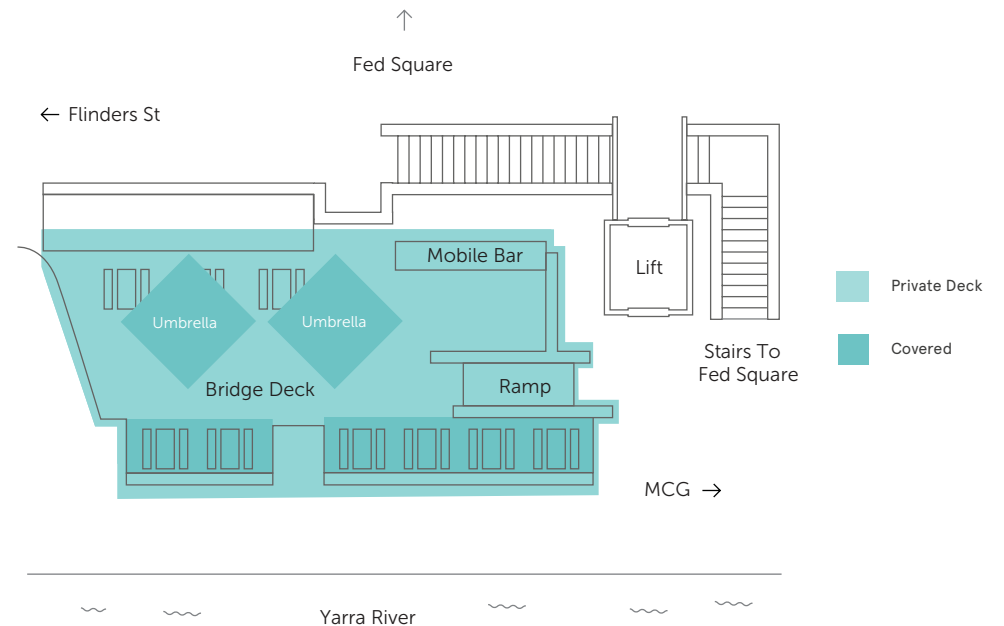 Fed Square
Flinders St
Mobile Bar
Lift
Private Deck
Umbrella
Umbrella
Covered
Stairs To
Fed Square
Bridge Deck
Ramp
MCG
Yarra River